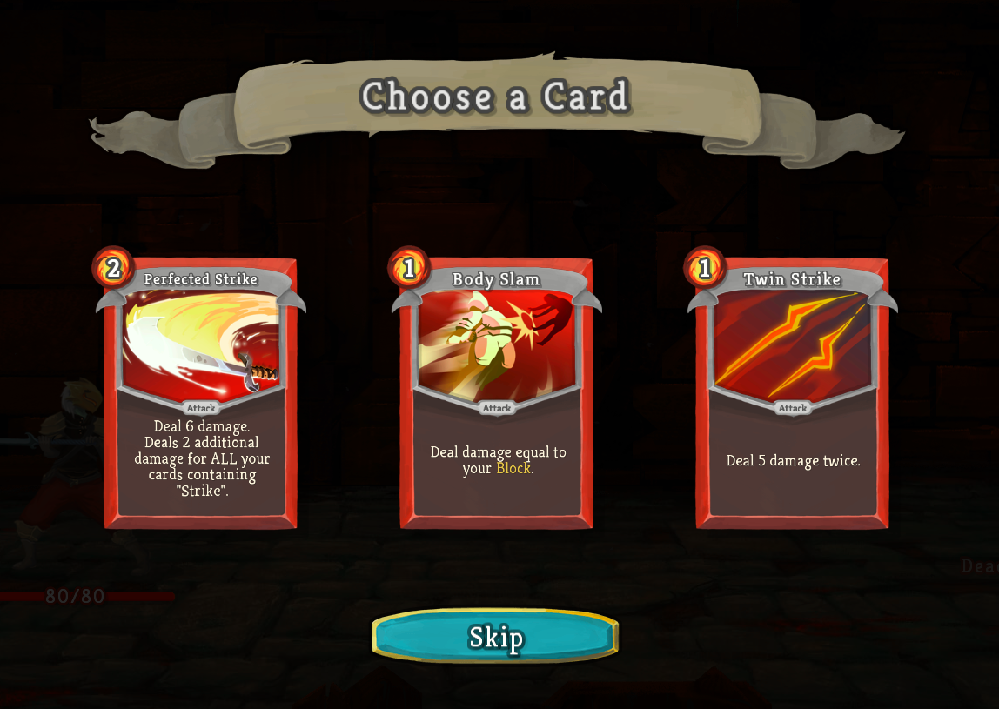 Choose a Card
2
Perfected Strike
Attack
Deal 6 damage.
Deals 2 additional
damage for ALL your
cards containing
"Strike".
1
Body Slam
Attack
Deal damage equal to
your Block.
1
Twin Strike
Attack
Deal 5 damage twice.
80/80
Skip